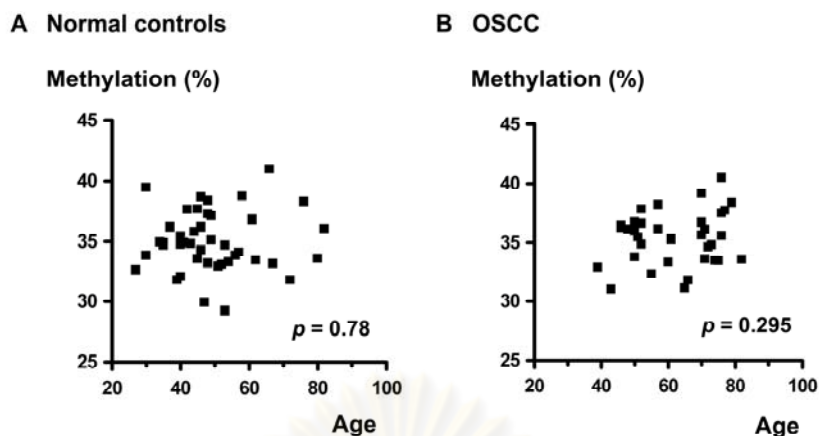 A Normal controls
Methylation (%)
45
40
35
30
25
20 40 60 80 100
p = 0.78
Age
B OSCC
Methylation (%)
45
40
35
30
25
20 40 60 80 100
p = 0.295
Age